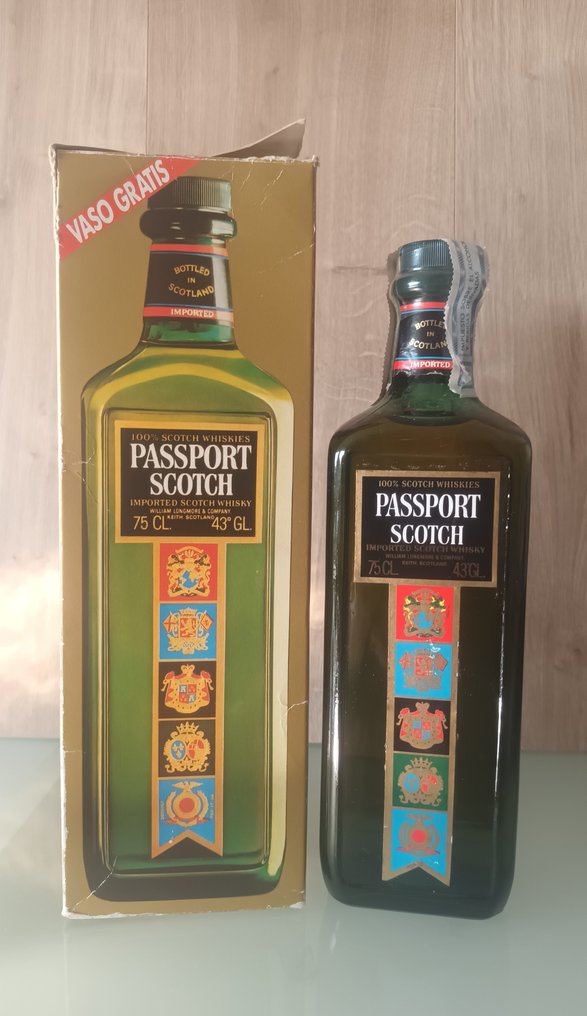 VASO GRATIS
BOTTLED
IN
SCOTLAND
IMPORTED
100% SCOTCH WHISKIES
PASSPORT
SCOTCH
IMPORTED SCOTCH WHISKY
WILLIAM LONGMORE & COMPANY
KEITH SCOTLAND
75 CL. 43° GL.
BOTTLED
IN
SCOTLAN
IMPORTED
100% SCOTCH WHISKIES
PASSPORT
SCOTCH
IMPORTED SCOTCH WHISKY
WILLIAM LONGMORE & COMPANY
KEITH, SCOTLAND
75 CL. 43°GL.